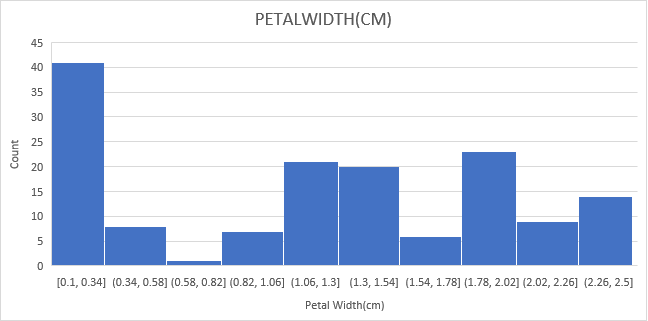 PETALWIDTH(CM)
45
40
35
30
25
20
15
10
5
0
Count
[0.1, 0.34] (0.34, 0.58] (0.58, 0.82] (0.82, 1.06] (1.06, 1.3] (1.3, 1.54] (1.54, 1.78] (1.78, 2.02] (2.02, 2.26] (2.26, 2.5]
Petal Width(cm)